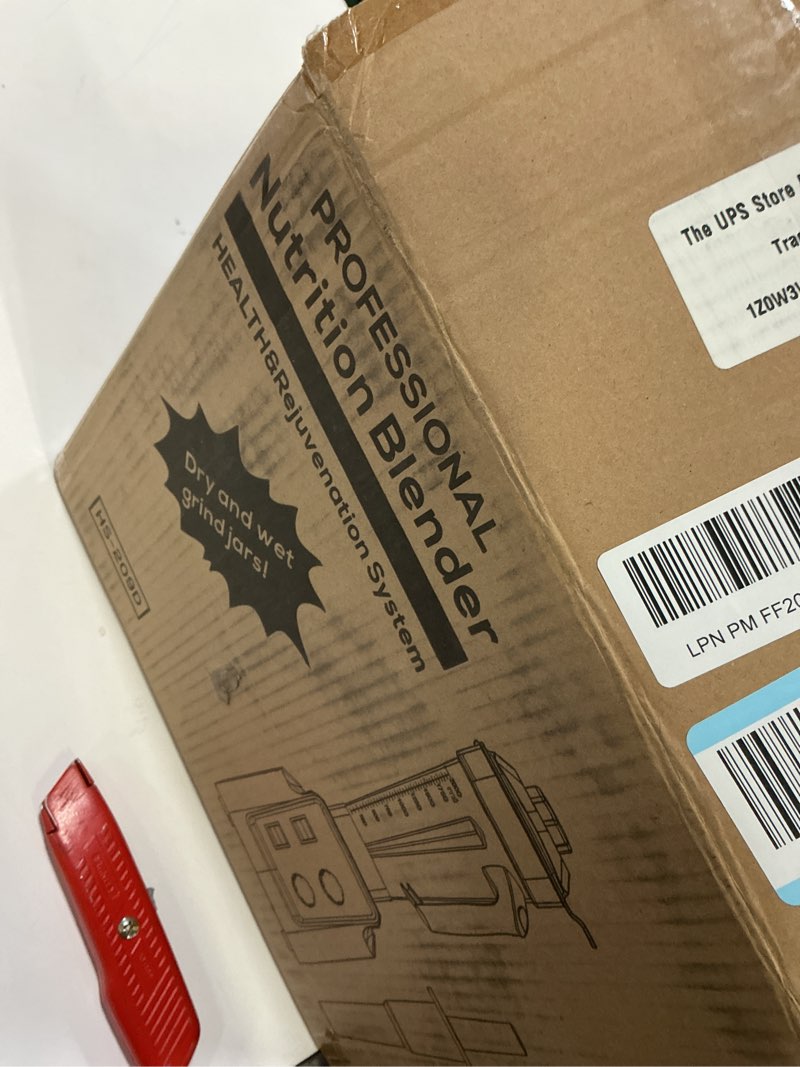 PROFESSIONAL
Nutrition Blender
HEALTH&Rejuvenation System
Dry and wet
grind jars!
HS-209D
The UPS Store
1Z0W3
LPN PM FF20